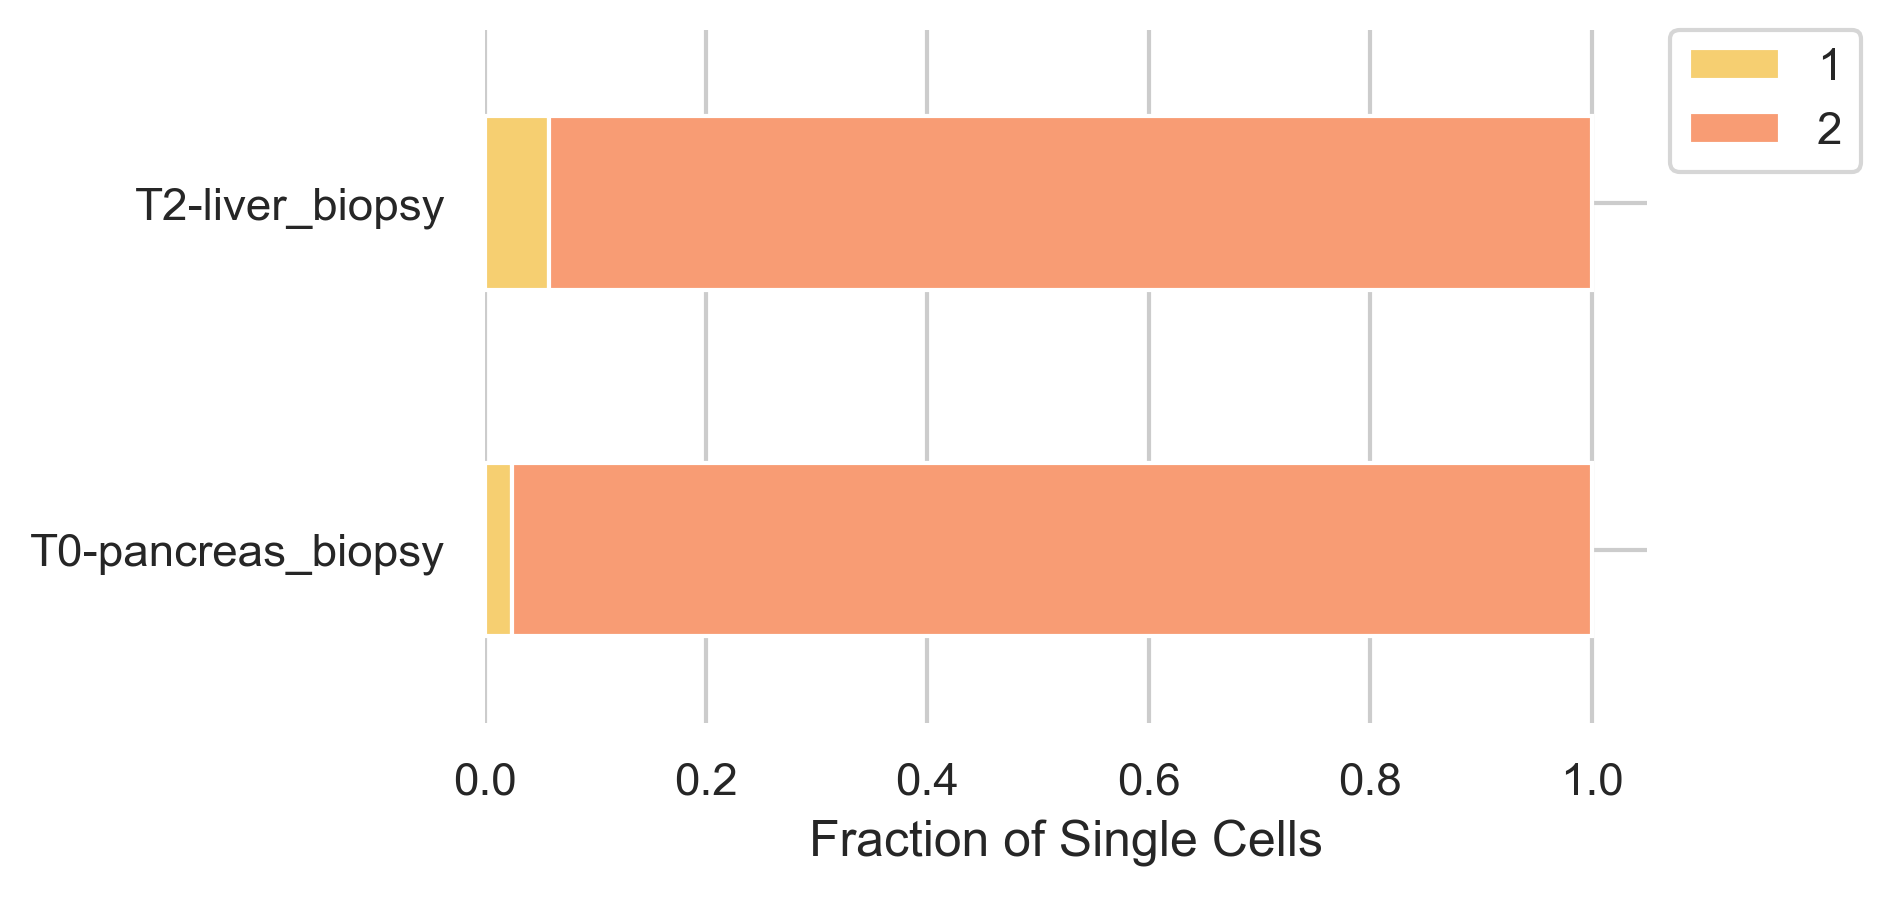 1
2
T2-liver_biopsy
T0-pancreas_biopsy
0.0 0.2 0.4 0.6 0.8 1.0
Fraction of Single Cells